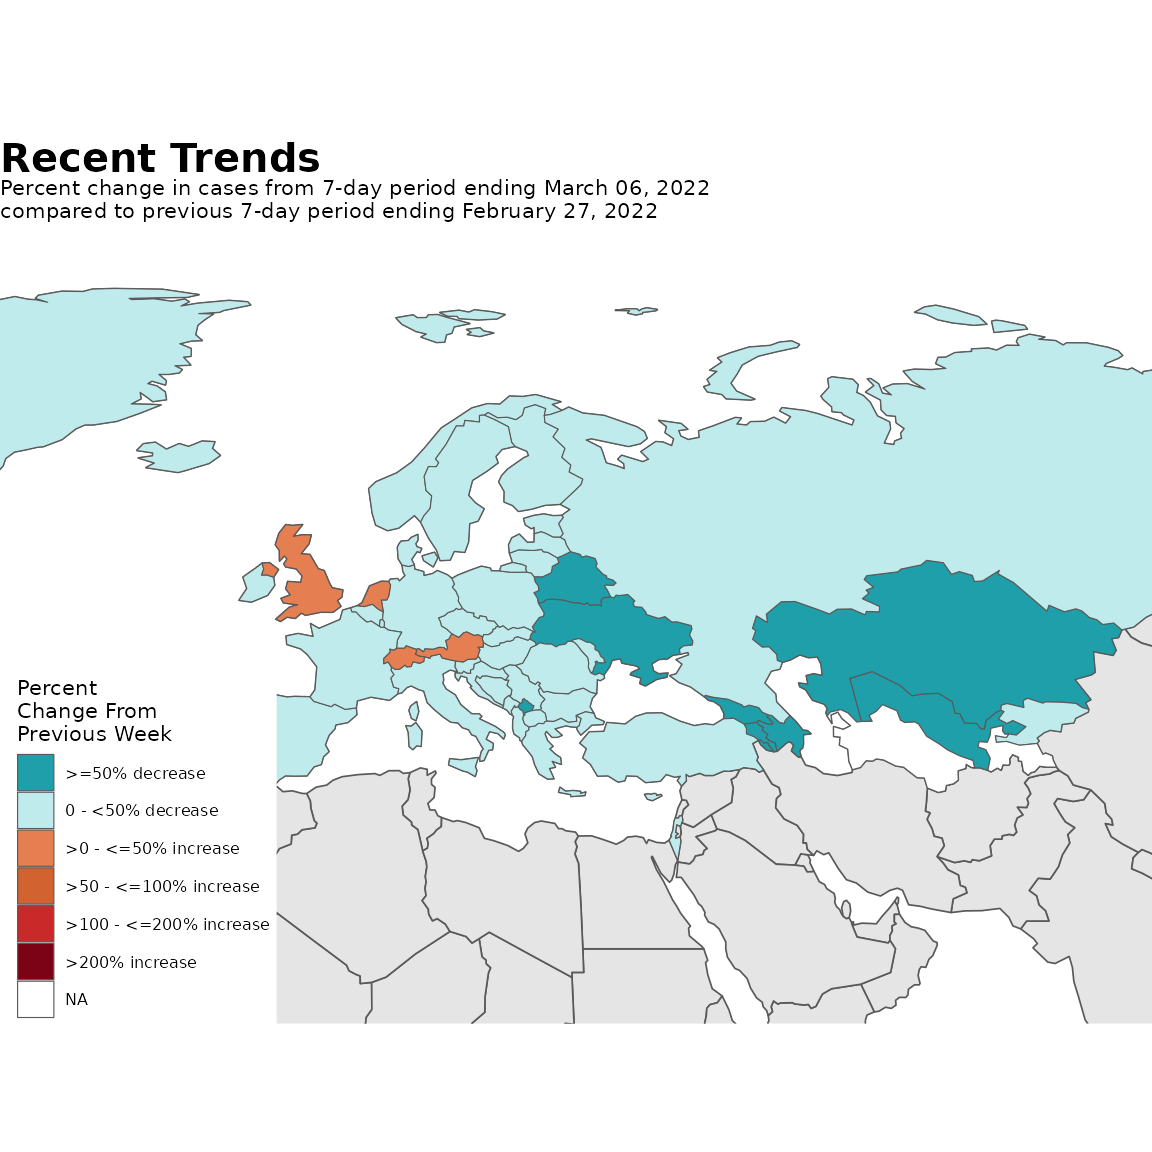 Recent Trends
Percent change in cases from 7-day period ending March 06, 2022
compared to previous 7-day period ending February 27, 2022
Percent
Change From
Previous Week
>=50% decrease
0 - <50% decrease
>0 - <=50% increase
>50 - <=100% increase
>100 - <=200% increase
>200% increase
NA